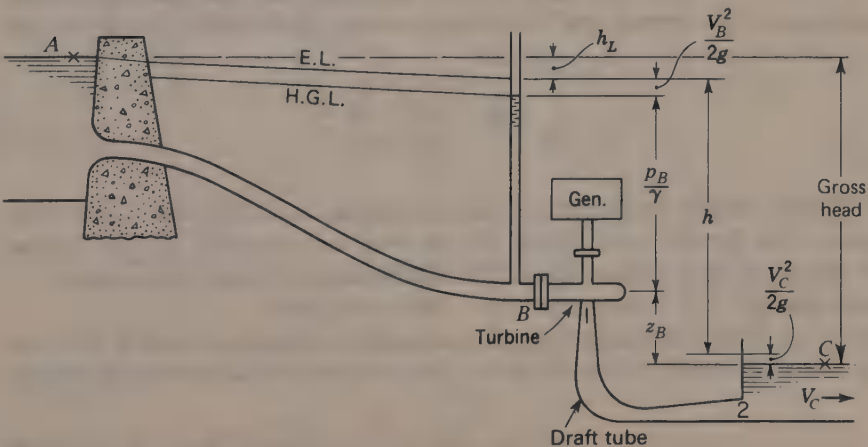 A
E.L.
H.G.L.
h_L
V_B^2
2g
p_B
γ
h
Gross
head
Gen.
V_C^2
2g
B
Turbine
1
z_B
C
V_C
2
Draft tube